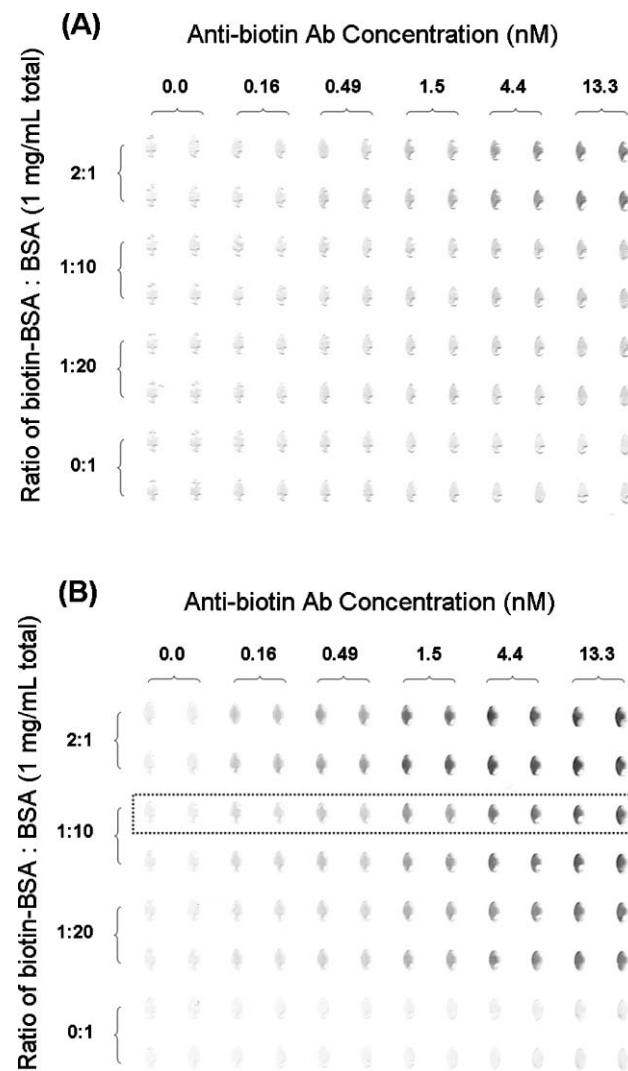 (A)
Anti-biotin Ab Concentration (nM)
0.0 0.16 0.49 1.5 4.4 13.3
Ratio of biotin-BSA : BSA (1 mg/mL total)
2:1
1:10
1:20
0:1
(B)
Anti-biotin Ab Concentration (nM)
0.0 0.16 0.49 1.5 4.4 13.3
Ratio of biotin-BSA : BSA (1 mg/mL total)
2:1
1:10
1:20
0:1